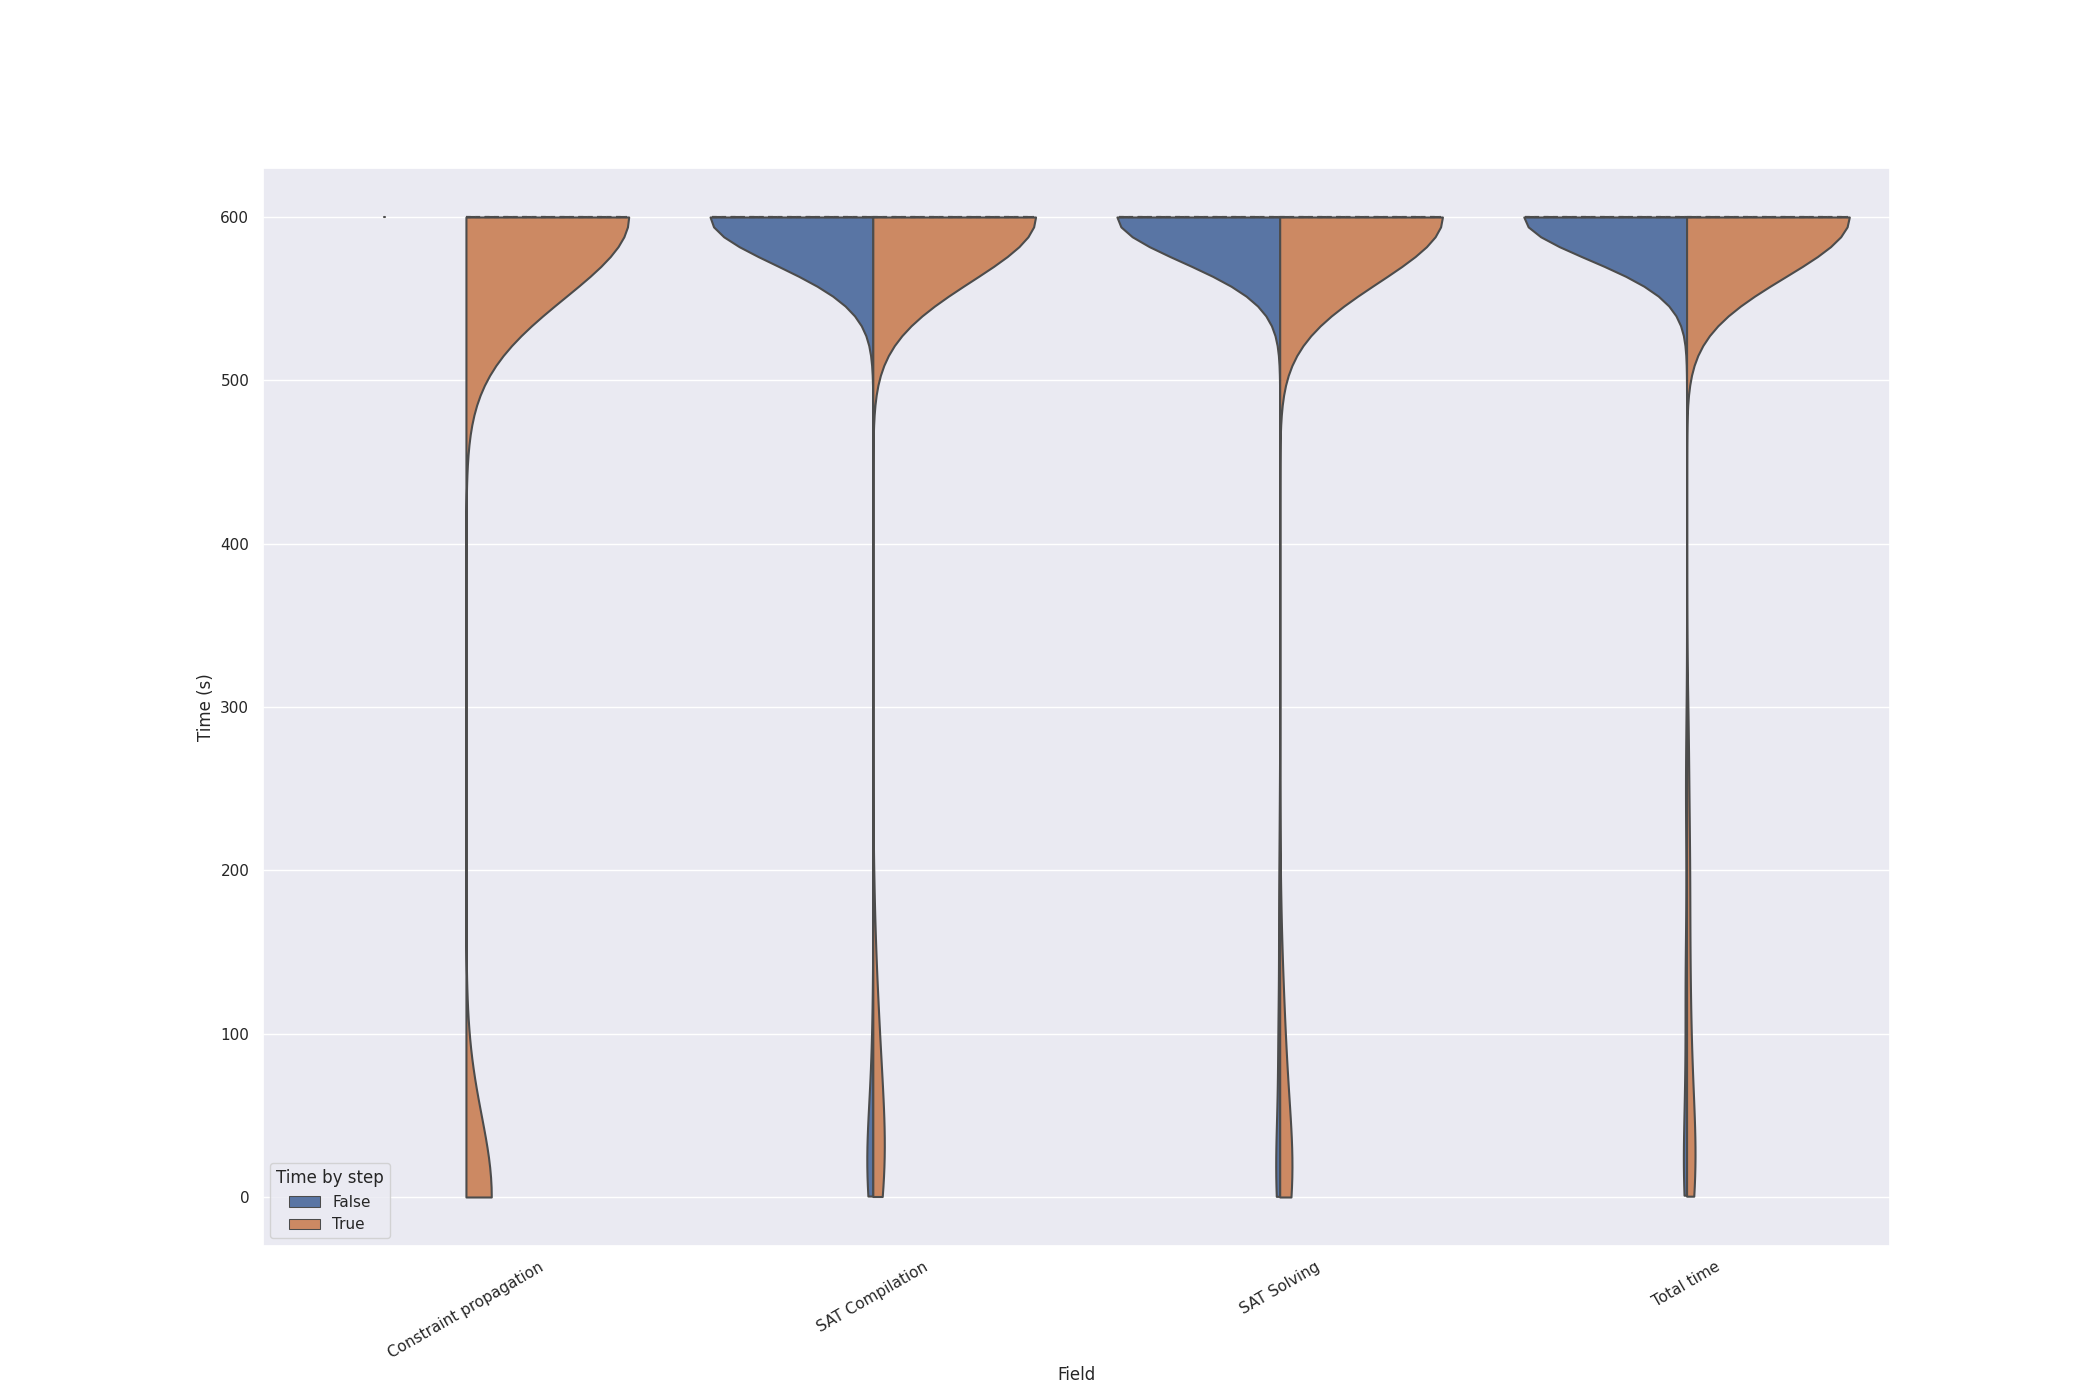 600
500
400
300
200
100
0
Time (s)
Time by step
False
True
Constraint propagation
SAT Compilation
SAT Solving
Total time
Field